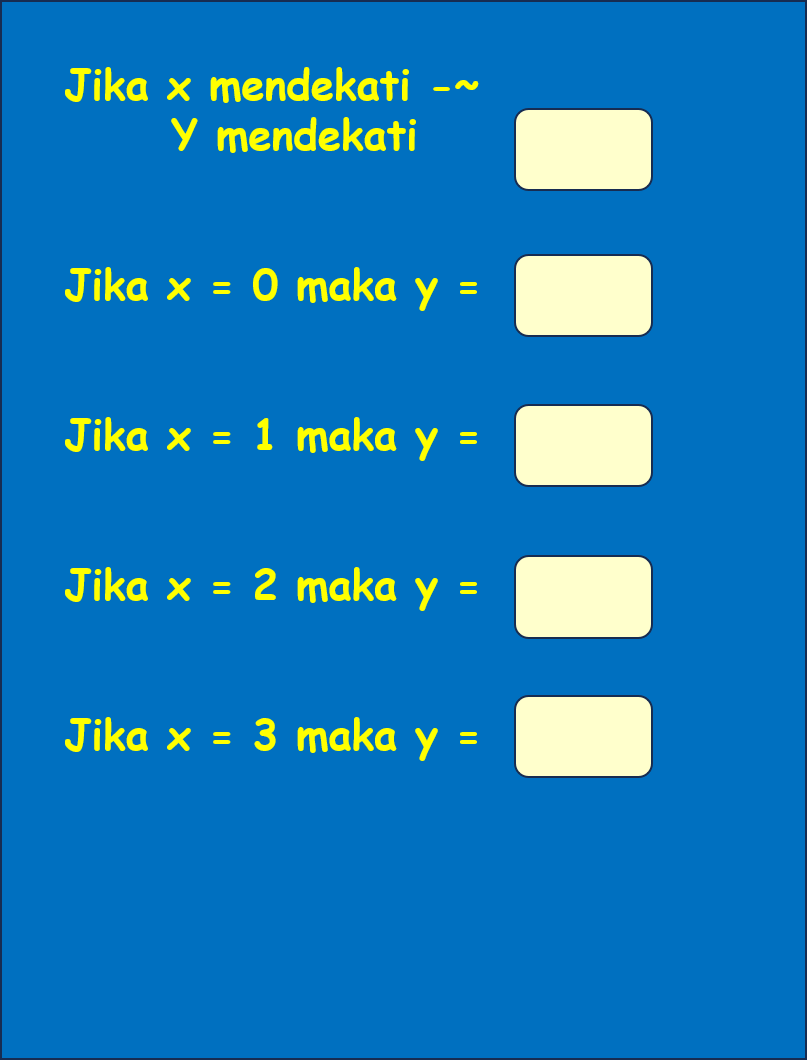 Jika x mendekati -~
Y mendekati
Jika x = 0 maka y =
Jika x = 1 maka y =
Jika x = 2 maka y =
Jika x = 3 maka y =